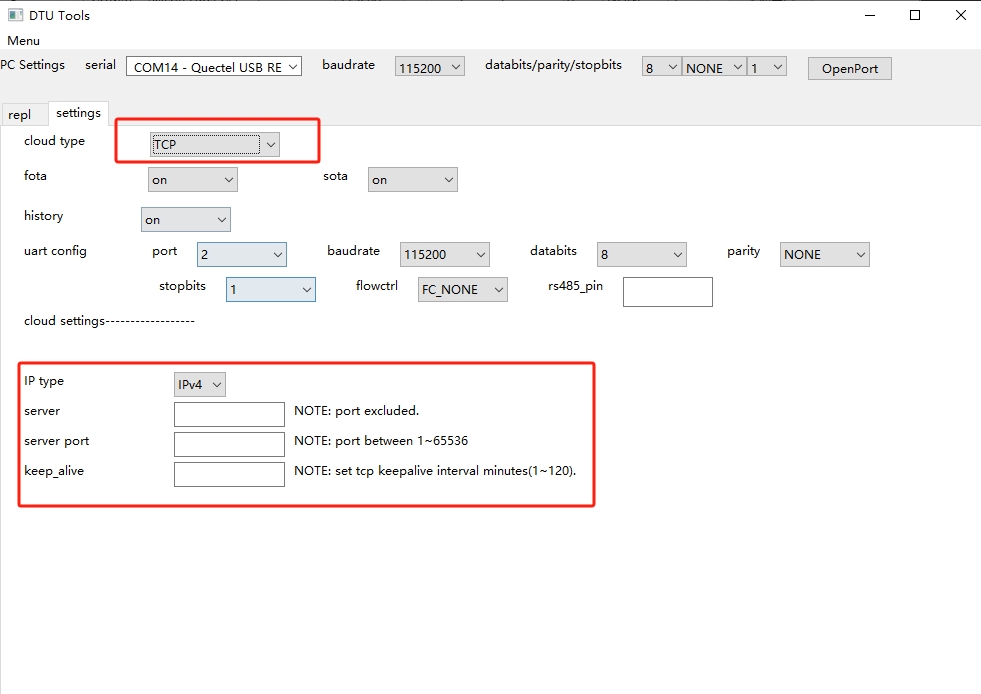 DTU Tools
Menu
PC Settings serial COM14 - Quectel USB RE baudrate 115200 databits/parity/stopbits 8 NONE 1 OpenPort
repl settings
cloud type TCP
fota on sota on
history on
uart config port 2 baudrate 115200 databits 8 parity NONE
stopbits 1 flowctrl FC_NONE rs485_pin
cloud settings------------------
IP type IPv4
server NOTE: port excluded.
server port NOTE: port between 1~65536
keep_alive NOTE: set tcp keepalive interval minutes(1~120).